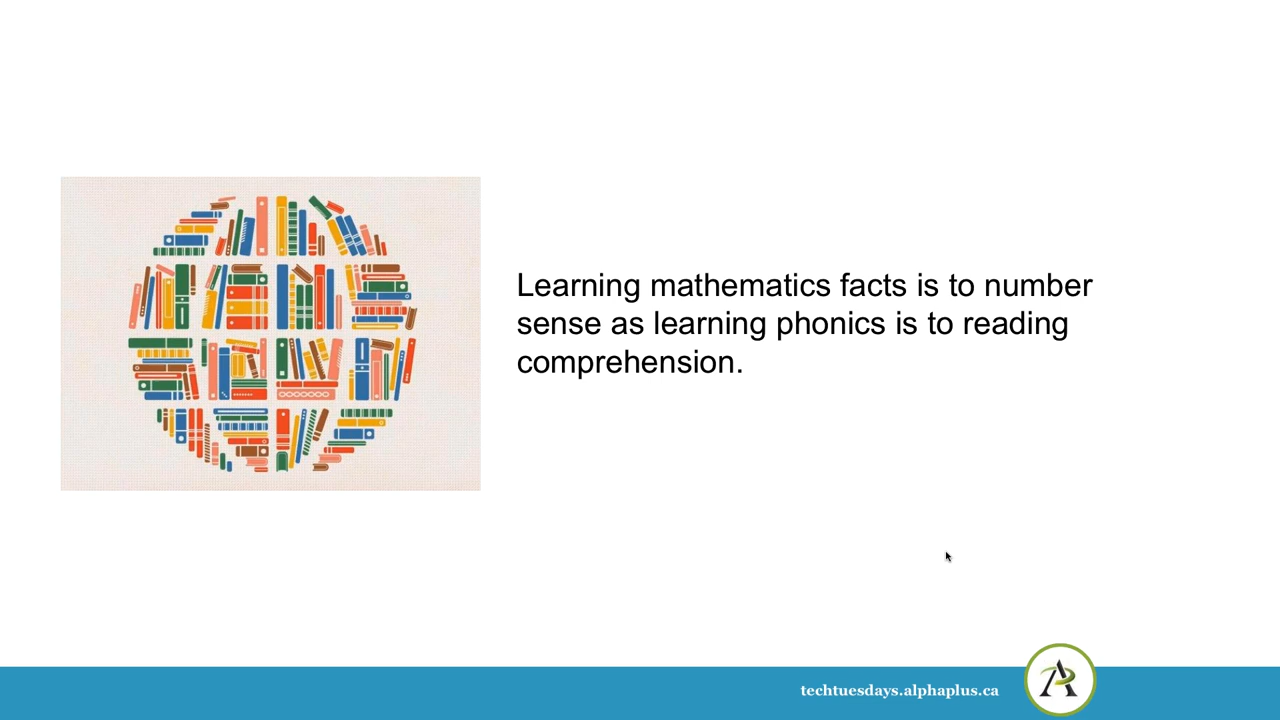 Learning mathematics facts is to number
sense as learning phonics is to reading
comprehension.
techtuesdays.alphaplus.ca